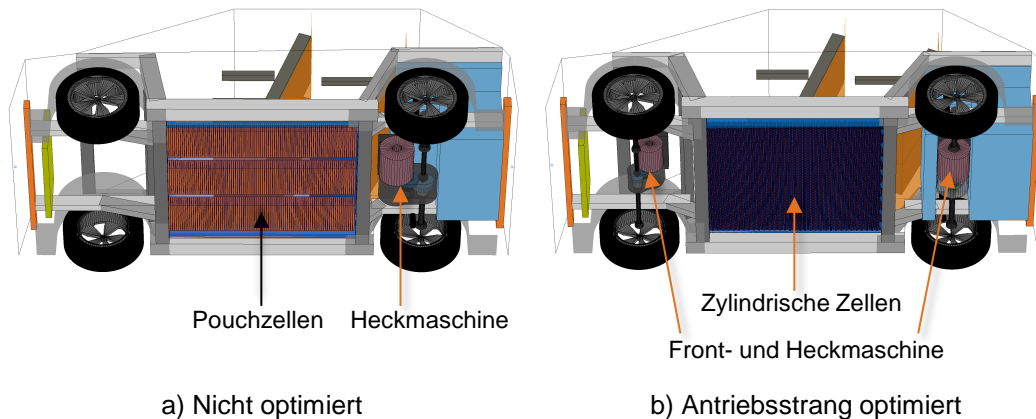 Pouchzellen
Heckmaschine
Zylindrische Zellen
Front- und Heckmaschine
a) Nicht optimiert
b) Antriebsstrang optimiert